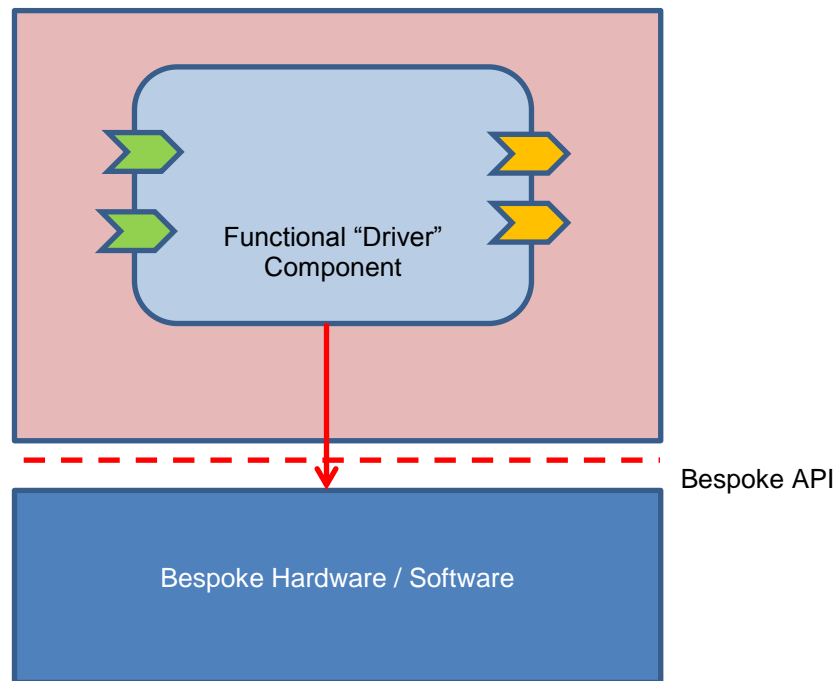 Functional “Driver”
Component
Bespoke API
Bespoke Hardware / Software